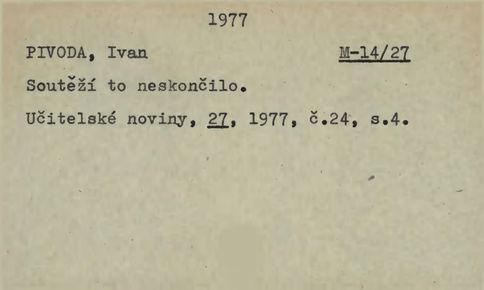 1977
PIVODA, Ivan M-14/27
Soutěží to neskončilo.
Učitelské noviny, 27, 1977, č.24, s.4.